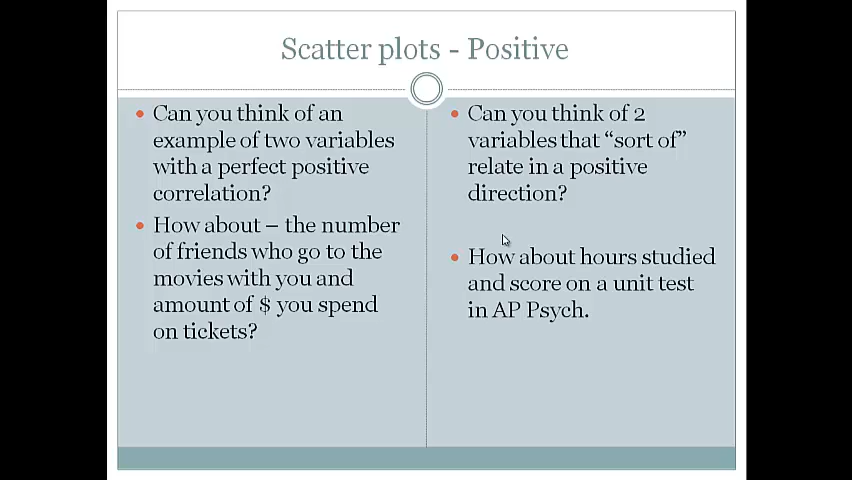 Scatter plots - Positive
Can you think of an
example of two variables
with a perfect positive
correlation?
How about – the number
of friends who go to the
movies with you and
amount of $ you spend
on tickets?
Can you think of 2
variables that “sort of”
relate in a positive
direction?
How about hours studied
and score on a unit test
in AP Psych.